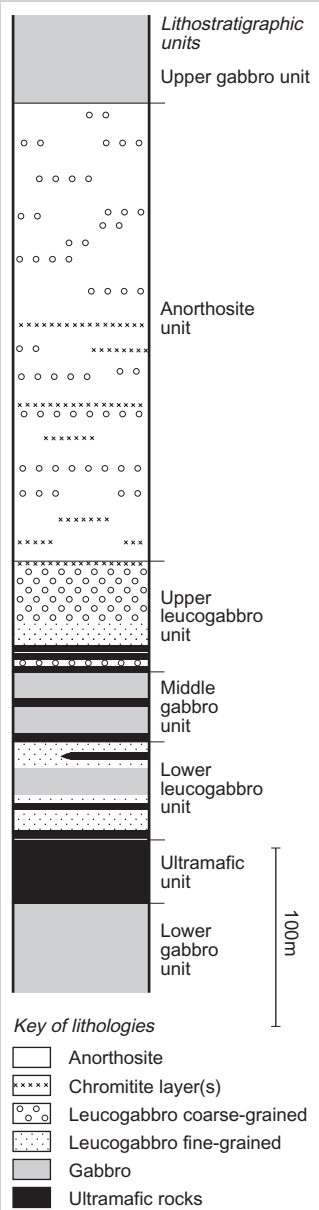 Lithostratigraphic
units
Upper gabbro unit
Anorthosite
unit
Upper
leucogabbro
unit
Middle
gabbro
unit
Lower
leucogabbro
unit
Ultramafic
unit
Lower
gabbro
unit
100m
Key of lithologies
Anorthosite
Chromitite layer(s)
Leucogabbro coarse-grained
Leucogabbro fine-grained
Gabbro
Ultramafic rocks